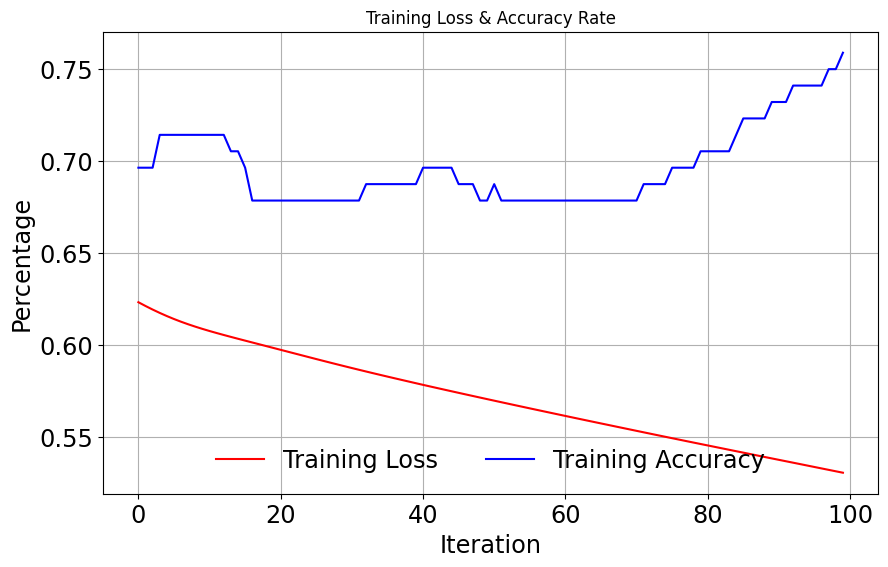 Training Loss & Accuracy Rate
0.75
0.70
0.65
0.60
0.55
Percentage
Training Loss
Training Accuracy
0 20 40 60 80 100
Iteration